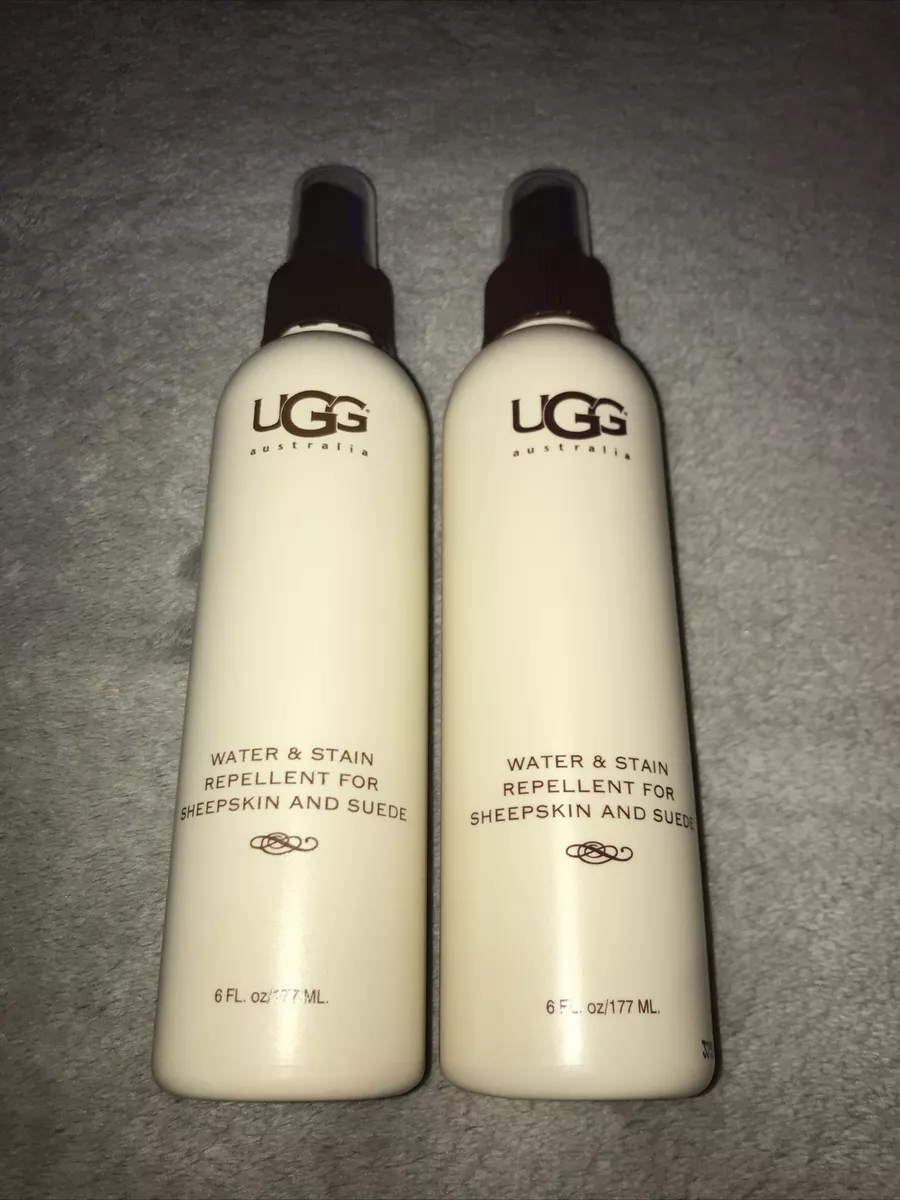 UGG®
australia
WATER & STAIN
REPELLENT FOR
SHEEPSKIN AND SUEDE
6 FL. oz/177 ML.
UGG®
australia
WATER & STAIN
REPELLENT FOR
SHEEPSKIN AND SUEDE
6 FL. oz/177 ML.